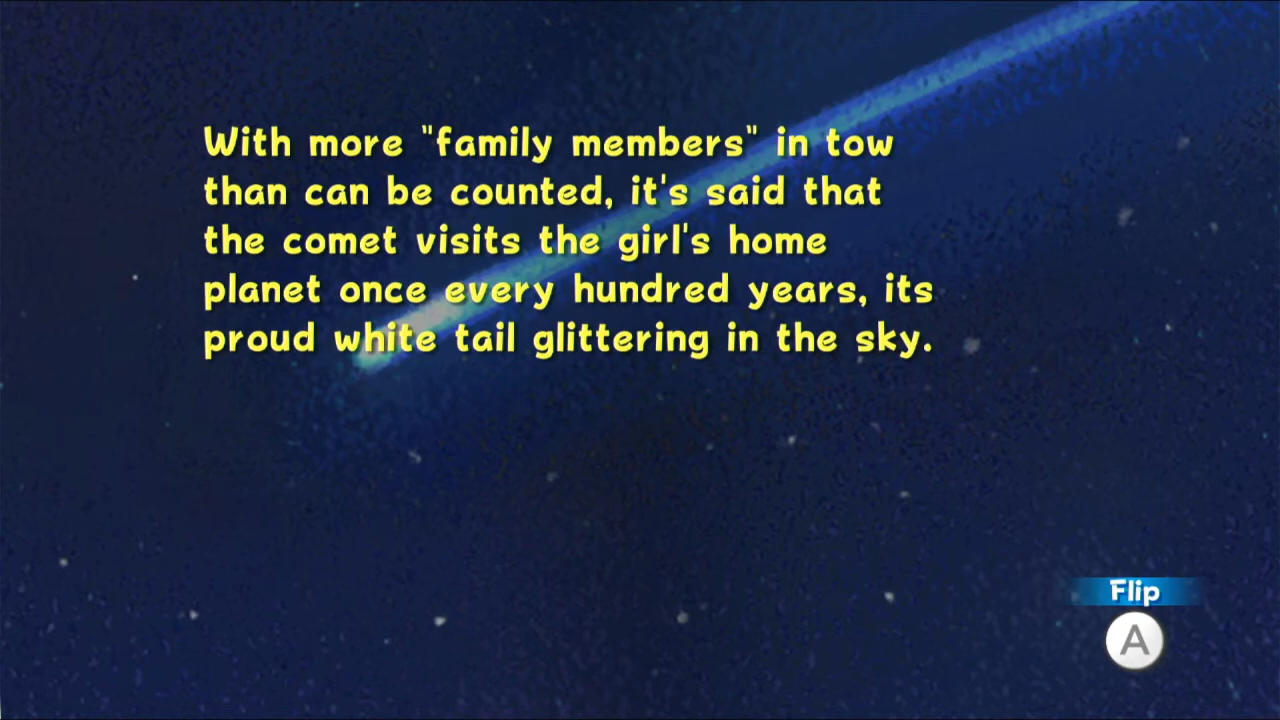 With more "family members" in tow
than can be counted, it's said that
the comet visits the girl's home
planet once every hundred years, its
proud white tail glittering in the sky.
Flip
A